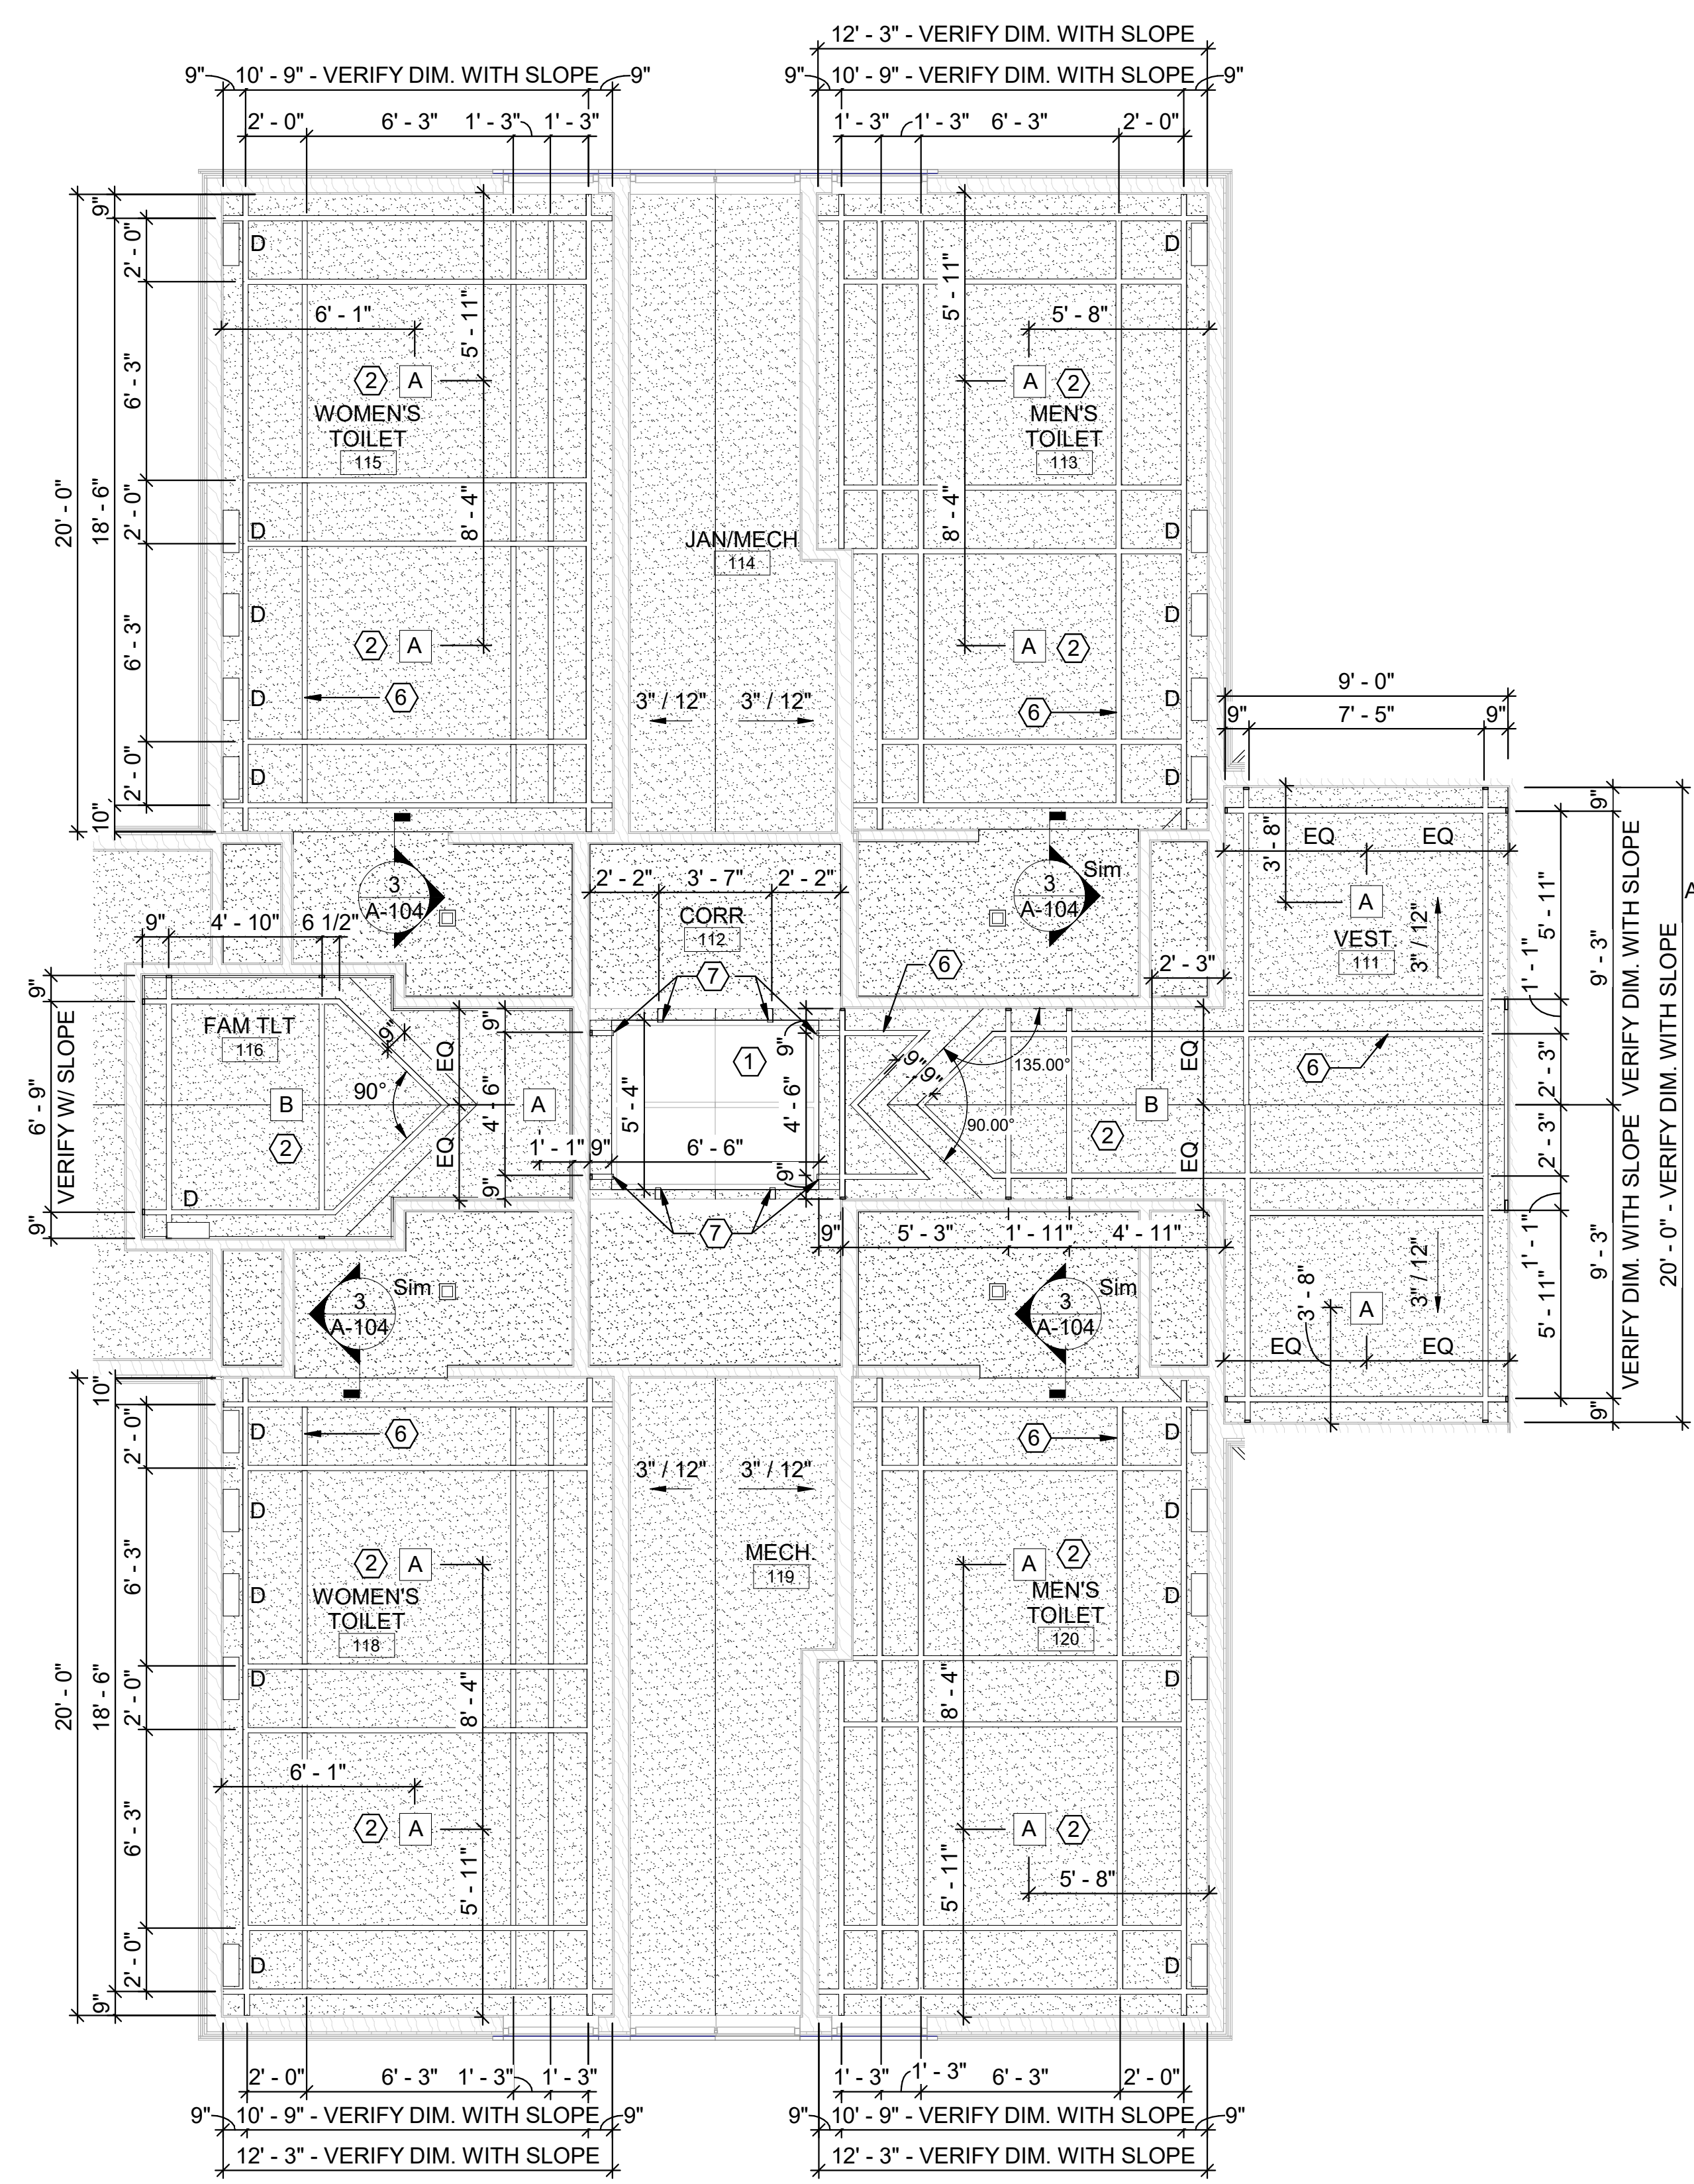 12' - 3" - VERIFY DIM. WITH SLOPE
9" 10' - 9" - VERIFY DIM. WITH SLOPE 9"
9" 10' - 9" - VERIFY DIM. WITH SLOPE 9"
2' - 0" 6' - 3" 1' - 3" 1' - 3"
1' - 3" 1' - 3" 6' - 3" 2' - 0"
20' - 0"
18' - 6"
9"
2' - 0"
6' - 3"
2' - 0"
6' - 3"
2' - 0"
10"
D
D
D
D
D
6' - 1"
5' - 11"
8' - 4"
2 A
WOMEN'S
TOILET
115
2 A
6
JAN/MECH
114
3" / 12" 3" / 12"
5' - 11"
8' - 4"
5' - 8"
A 2
MEN'S
TOILET
113
A 2
6
D
D
D
D
D
9' - 0"
9" 7' - 5" 9"
3
A-104
3
A-104
Sim
2' - 2" 3' - 7" 2' - 2"
CORR
112
7
6
2' - 3"
3' - 8"
EQ EQ
A
VEST
111
3" / 12"
9" 4' - 10" 6 1/2"
9"
6' - 9"
VERIFY W/ SLOPE
9"
FAM TLT
116
B
2
D
9"
90°
EQ
EQ
9"
4' - 6"
9"
A
1' - 1" 9"
5' - 4"
6' - 6"
1
9"
4' - 6"
9"
7
9" 9"
135.00°
90.00°
EQ
EQ
B
2
6
9" 5' - 3" 1' - 11" 4' - 11"
9"
5' - 11"
1' - 1"
2' - 3"
2' - 3"
1' - 1"
5' - 11"
9"
9' - 3"
9' - 3"
VERIFY DIM. WITH SLOPE
VERIFY DIM. WITH SLOPE
20' - 0" - VERIFY DIM. WITH SLOPE
A
3' - 8"
A
3" / 12"
EQ EQ
3
A-104
Sim
3
A-104
Sim
20' - 0"
18' - 6"
10"
2' - 0"
6' - 3"
2' - 0"
6' - 3"
2' - 0"
9"
D
D
D
D
D
6
2 A
WOMEN'S
TOILET
118
8' - 4"
6' - 1"
2 A
5' - 11"
3" / 12" 3" / 12"
MECH.
119
6
A 2
MEN'S
TOILET
120
8' - 4"
A 2
5' - 11"
5' - 8"
D
D
D
D
D
2' - 0" 6' - 3" 1' - 3" 1' - 3"
1' - 3" 1' - 3" 6' - 3" 2' - 0"
9" 10' - 9" - VERIFY DIM. WITH SLOPE 9"
9" 10' - 9" - VERIFY DIM. WITH SLOPE 9"
12' - 3" - VERIFY DIM. WITH SLOPE
12' - 3" - VERIFY DIM. WITH SLOPE